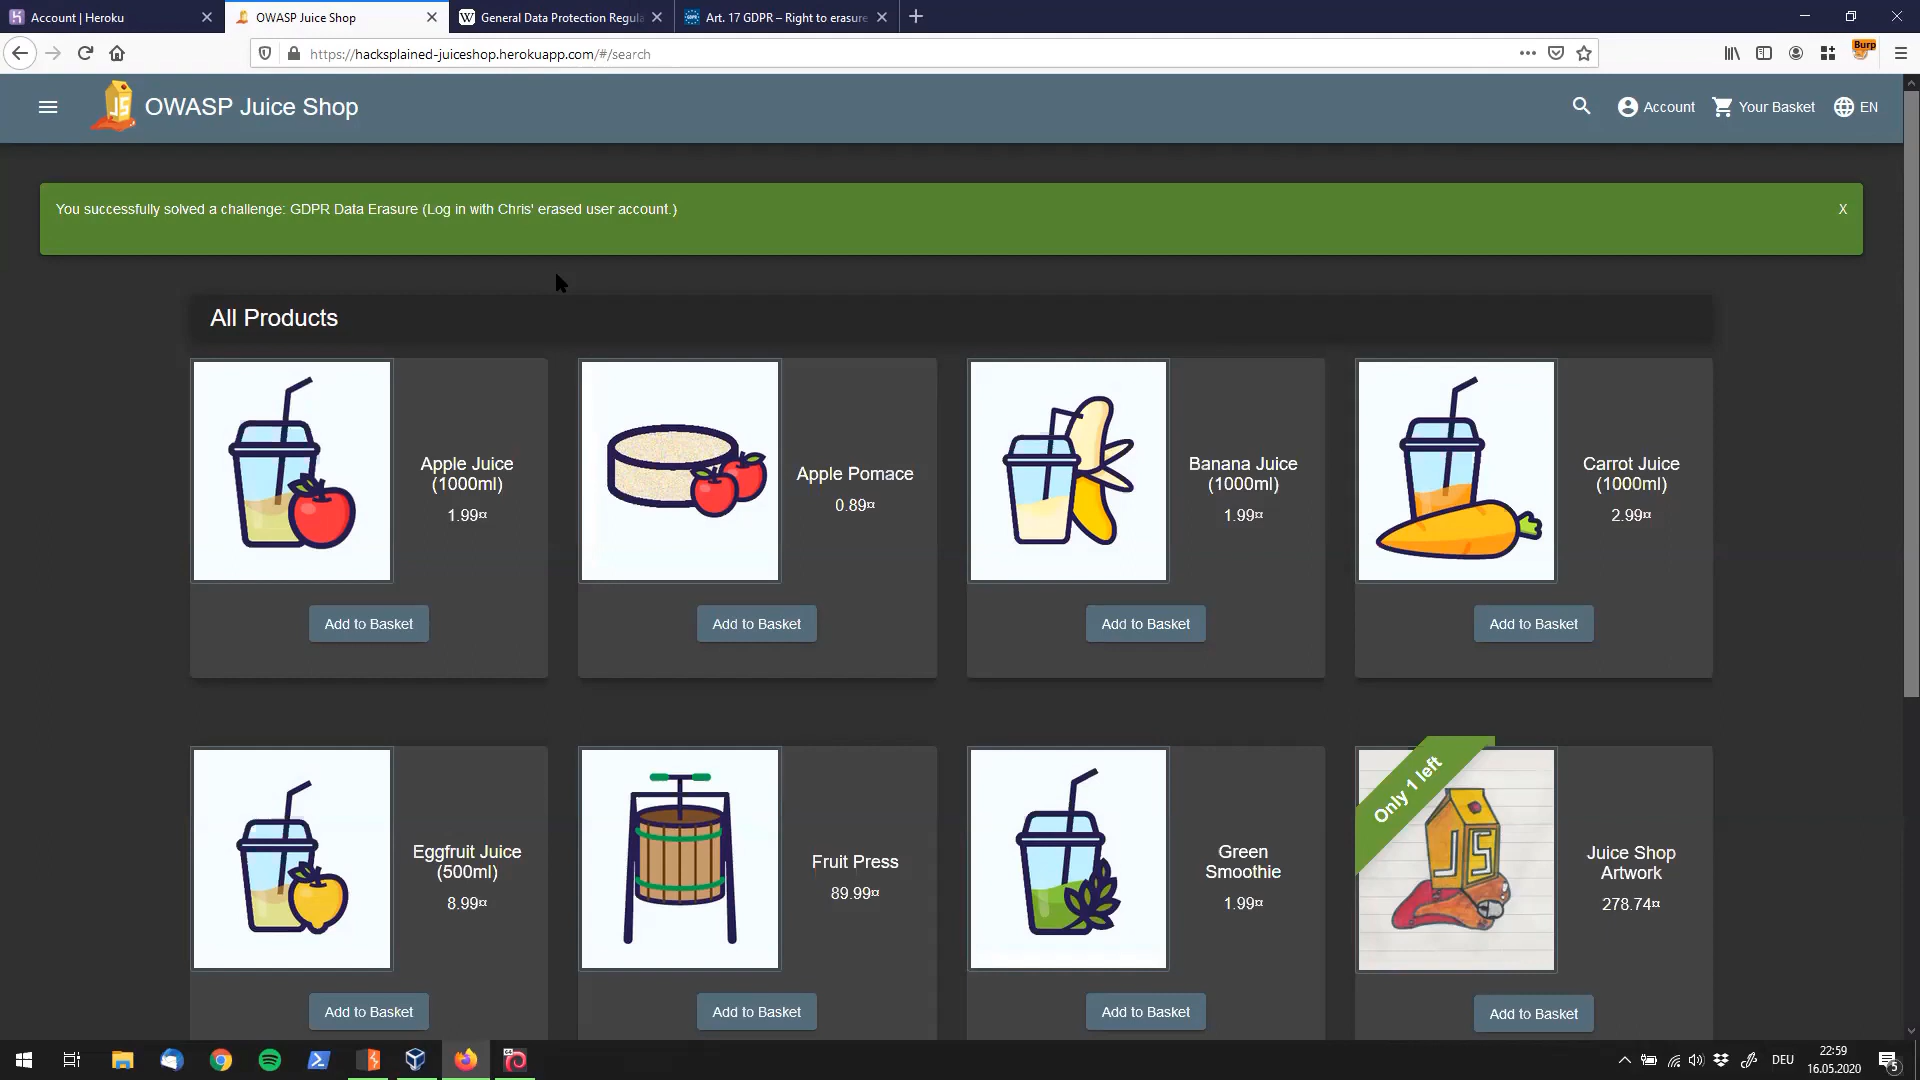 Account | Heroku
OWASP Juice Shop
General Data Protection Regula
Art. 17 GDPR – Right to erasure
https://hacksplained-juiceshop.herokuapp.com/#/search
Burp
OWASP Juice Shop
Account
Your Basket
EN
You successfully solved a challenge: GDPR Data Erasure (Log in with Chris' erased user account.)
X
All Products
Apple Juice
(1000ml)
1.99¤
Add to Basket
Apple Pomace
0.89¤
Add to Basket
Banana Juice
(1000ml)
1.99¤
Add to Basket
Carrot Juice
(1000ml)
2.99¤
Add to Basket
Eggfruit Juice
(500ml)
8.99¤
Add to Basket
Fruit Press
89.99¤
Add to Basket
Green
Smoothie
1.99¤
Add to Basket
Only 1 left
JS
Juice Shop
Artwork
278.74¤
Add to Basket
DEU
22:59
16.05.2020
5